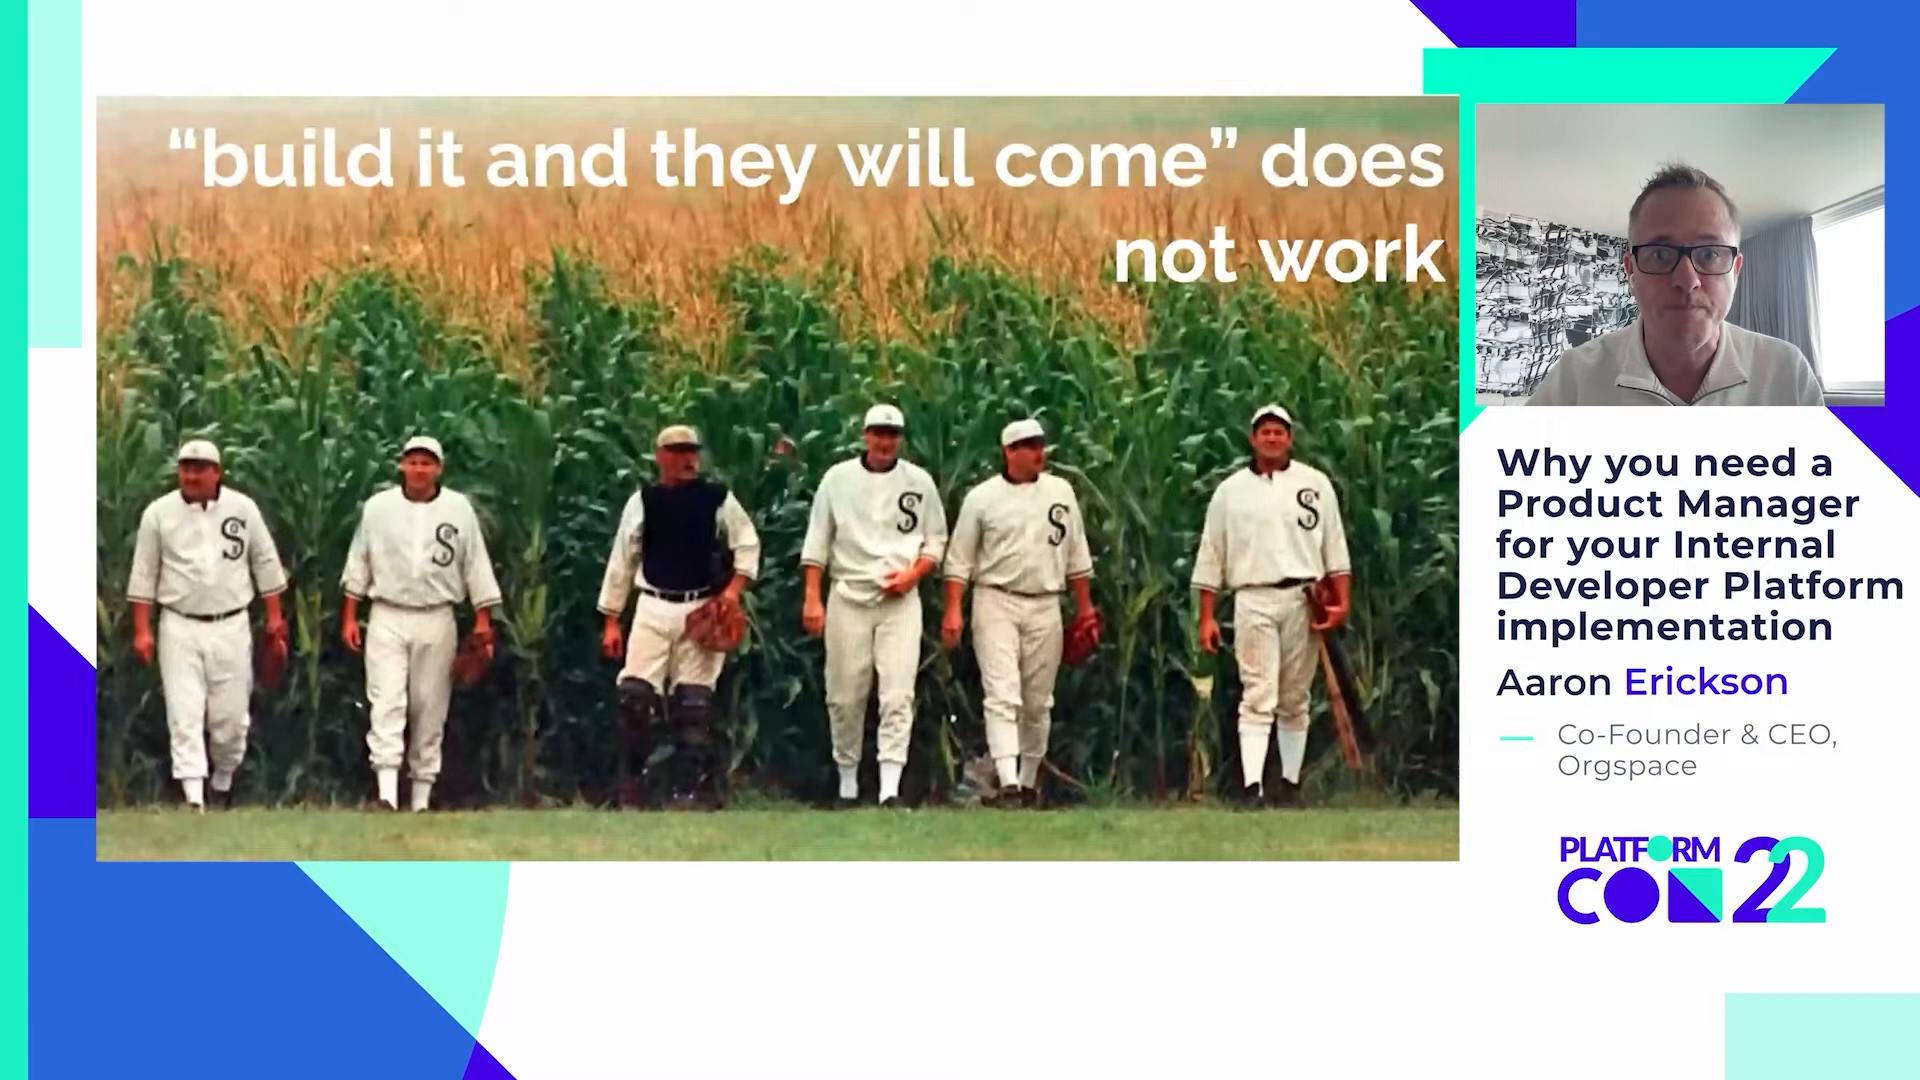 “build it and they will come” does
not work
Why you need a
Product Manager
for your Internal
Developer Platform
implementation
Aaron Erickson
Co-Founder & CEO,
Orgspace
PLATFORM
CON 22